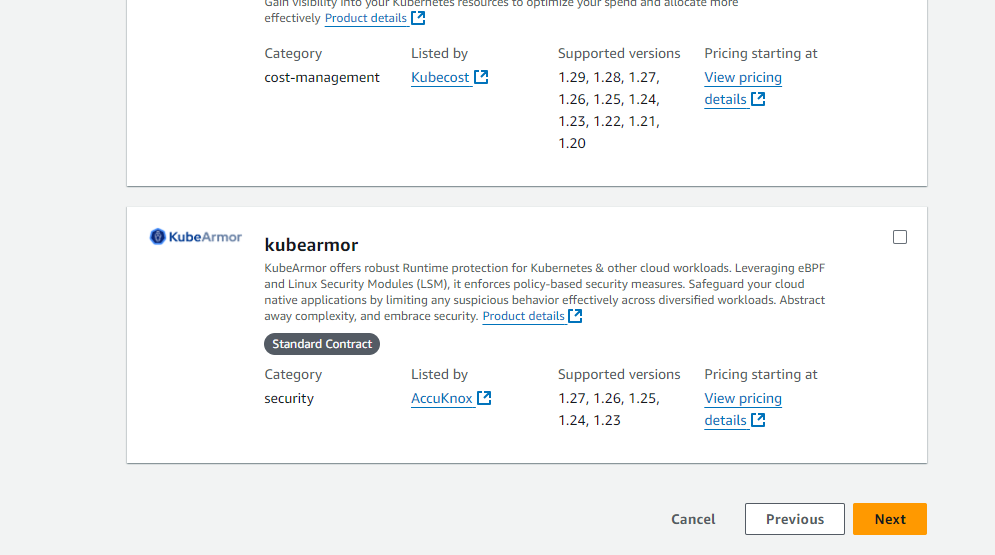 Gain visibility into your Kubernetes resources to optimize your spend and allocate more
effectively Product details
Category
Listed by
Supported versions
Pricing starting at
cost-management
Kubecost
1.29, 1.28, 1.27,
1.26, 1.25, 1.24,
1.23, 1.22, 1.21,
1.20
View pricing
details
KubeArmor
kubearmor
KubeArmor offers robust Runtime protection for Kubernetes & other cloud workloads. Leveraging eBPF
and Linux Security Modules (LSM), it enforces policy-based security measures. Safeguard your cloud
native applications by limiting any suspicious behavior effectively across diversified workloads. Abstract
away complexity, and embrace security. Product details
Standard Contract
Category
Listed by
Supported versions
Pricing starting at
security
AccuKnox
1.27, 1.26, 1.25,
1.24, 1.23
View pricing
details
Cancel
Previous
Next